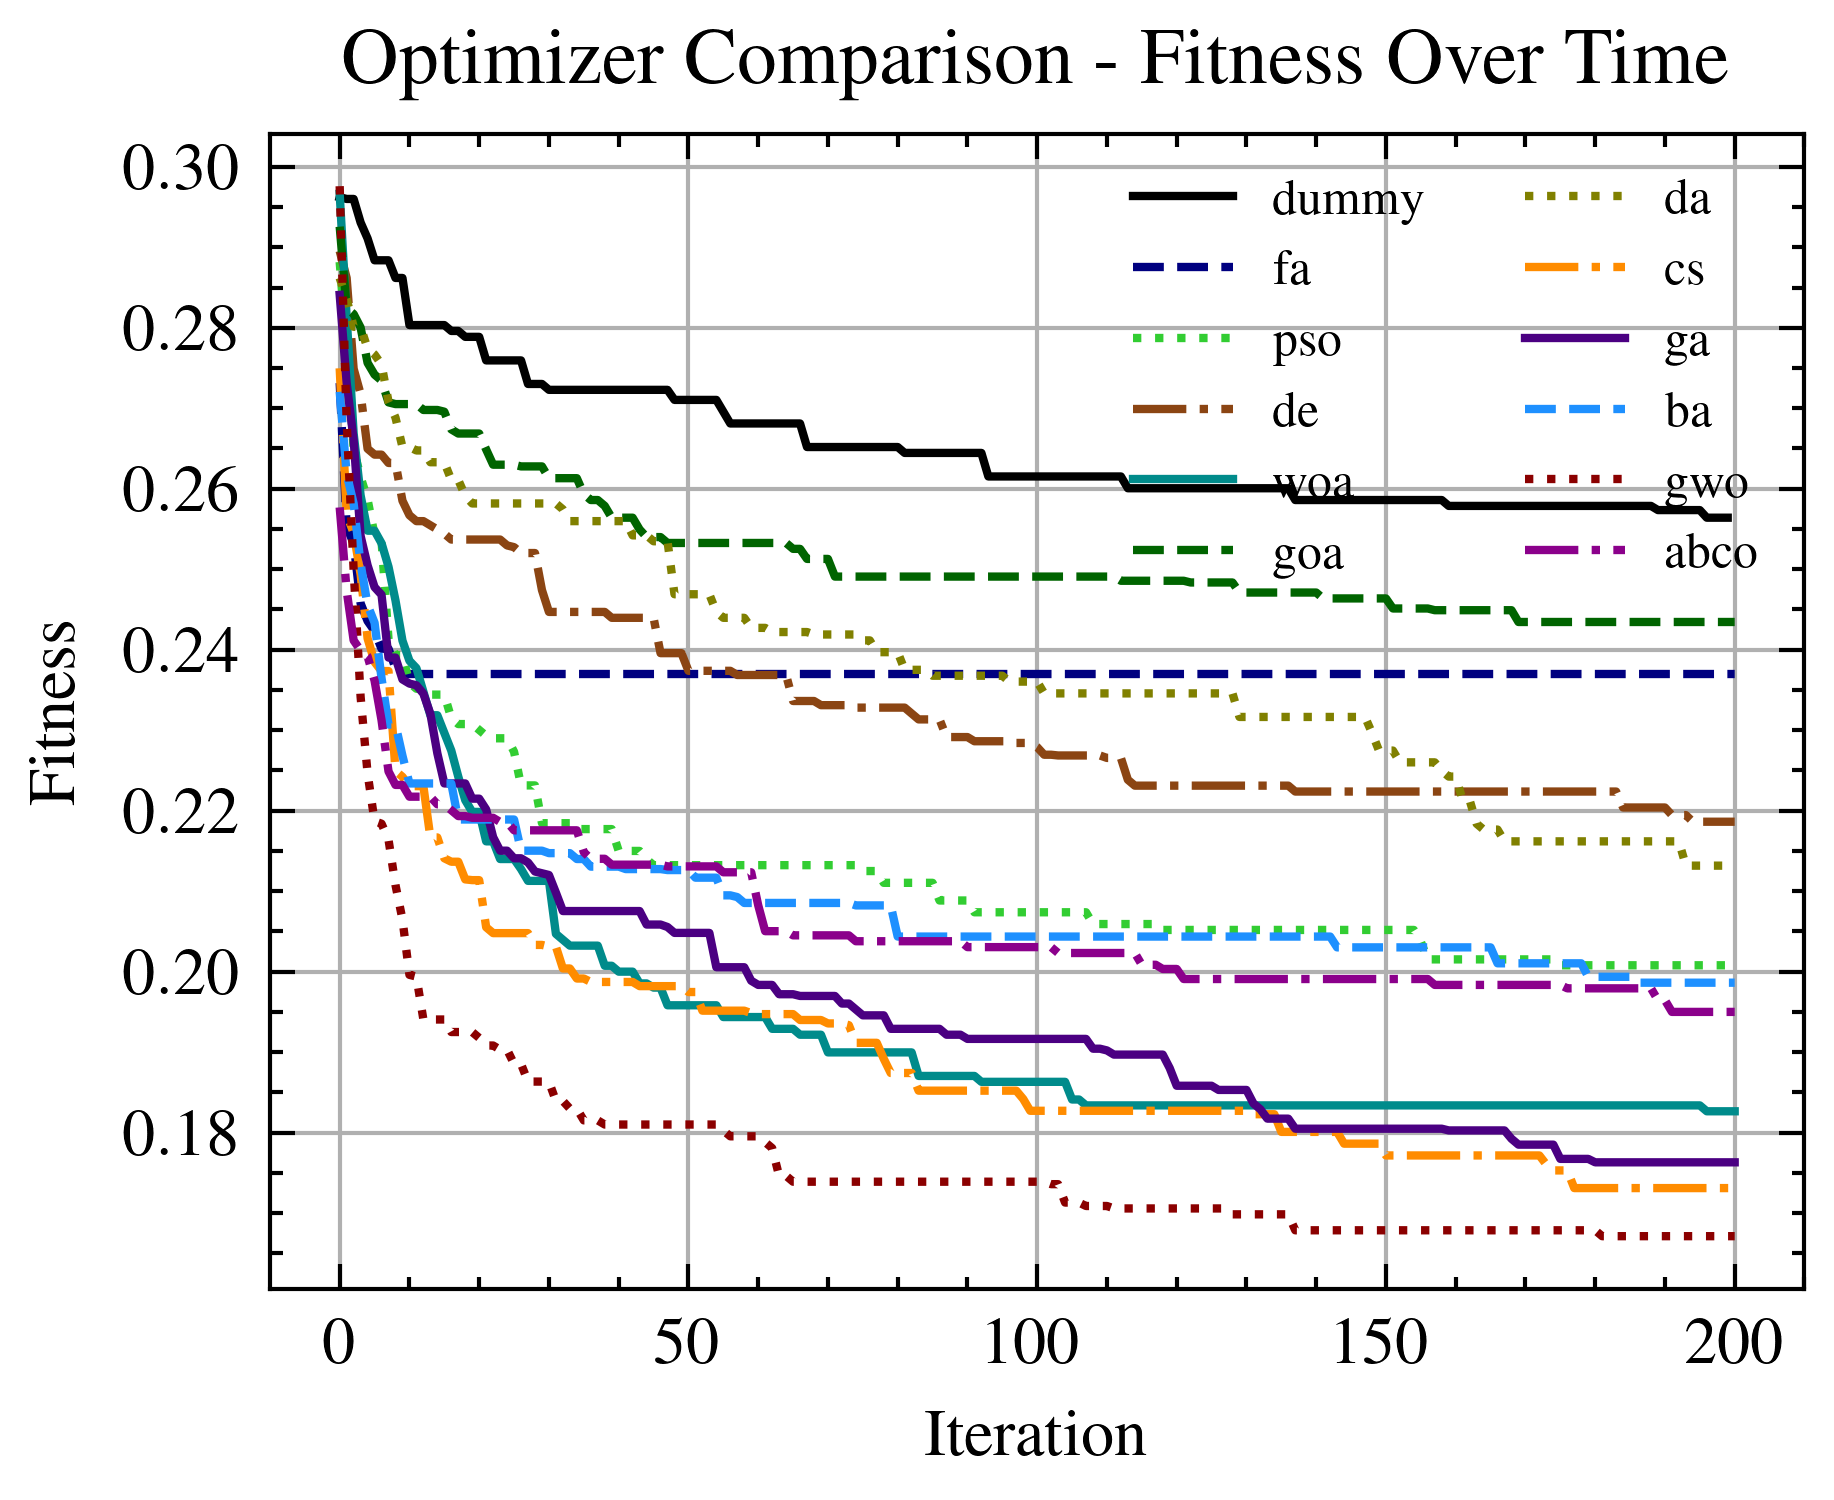 Optimizer Comparison - Fitness Over Time
0.30
0.28
0.26
0.24
0.22
0.20
0.18
Fitness
dummy
fa
pso
de
woa
goa
da
cs
ga
ba
gwo
abco
0 50 100 150 200
Iteration